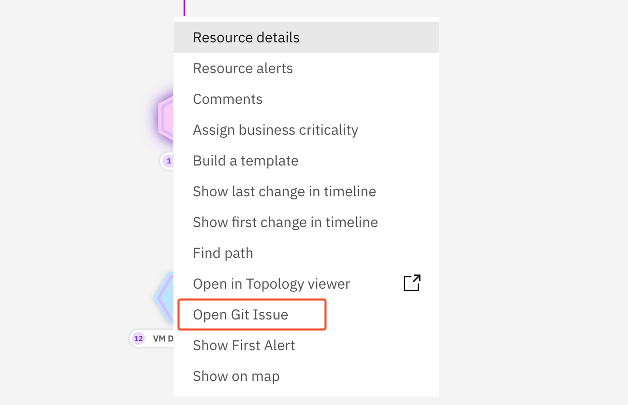 Resource details
Resource alerts
Comments
Assign business criticality
Build a template
Show last change in timeline
Show first change in timeline
Find path
Open in Topology viewer
Open Git Issue
Show First Alert
Show on map
1
12 VM D